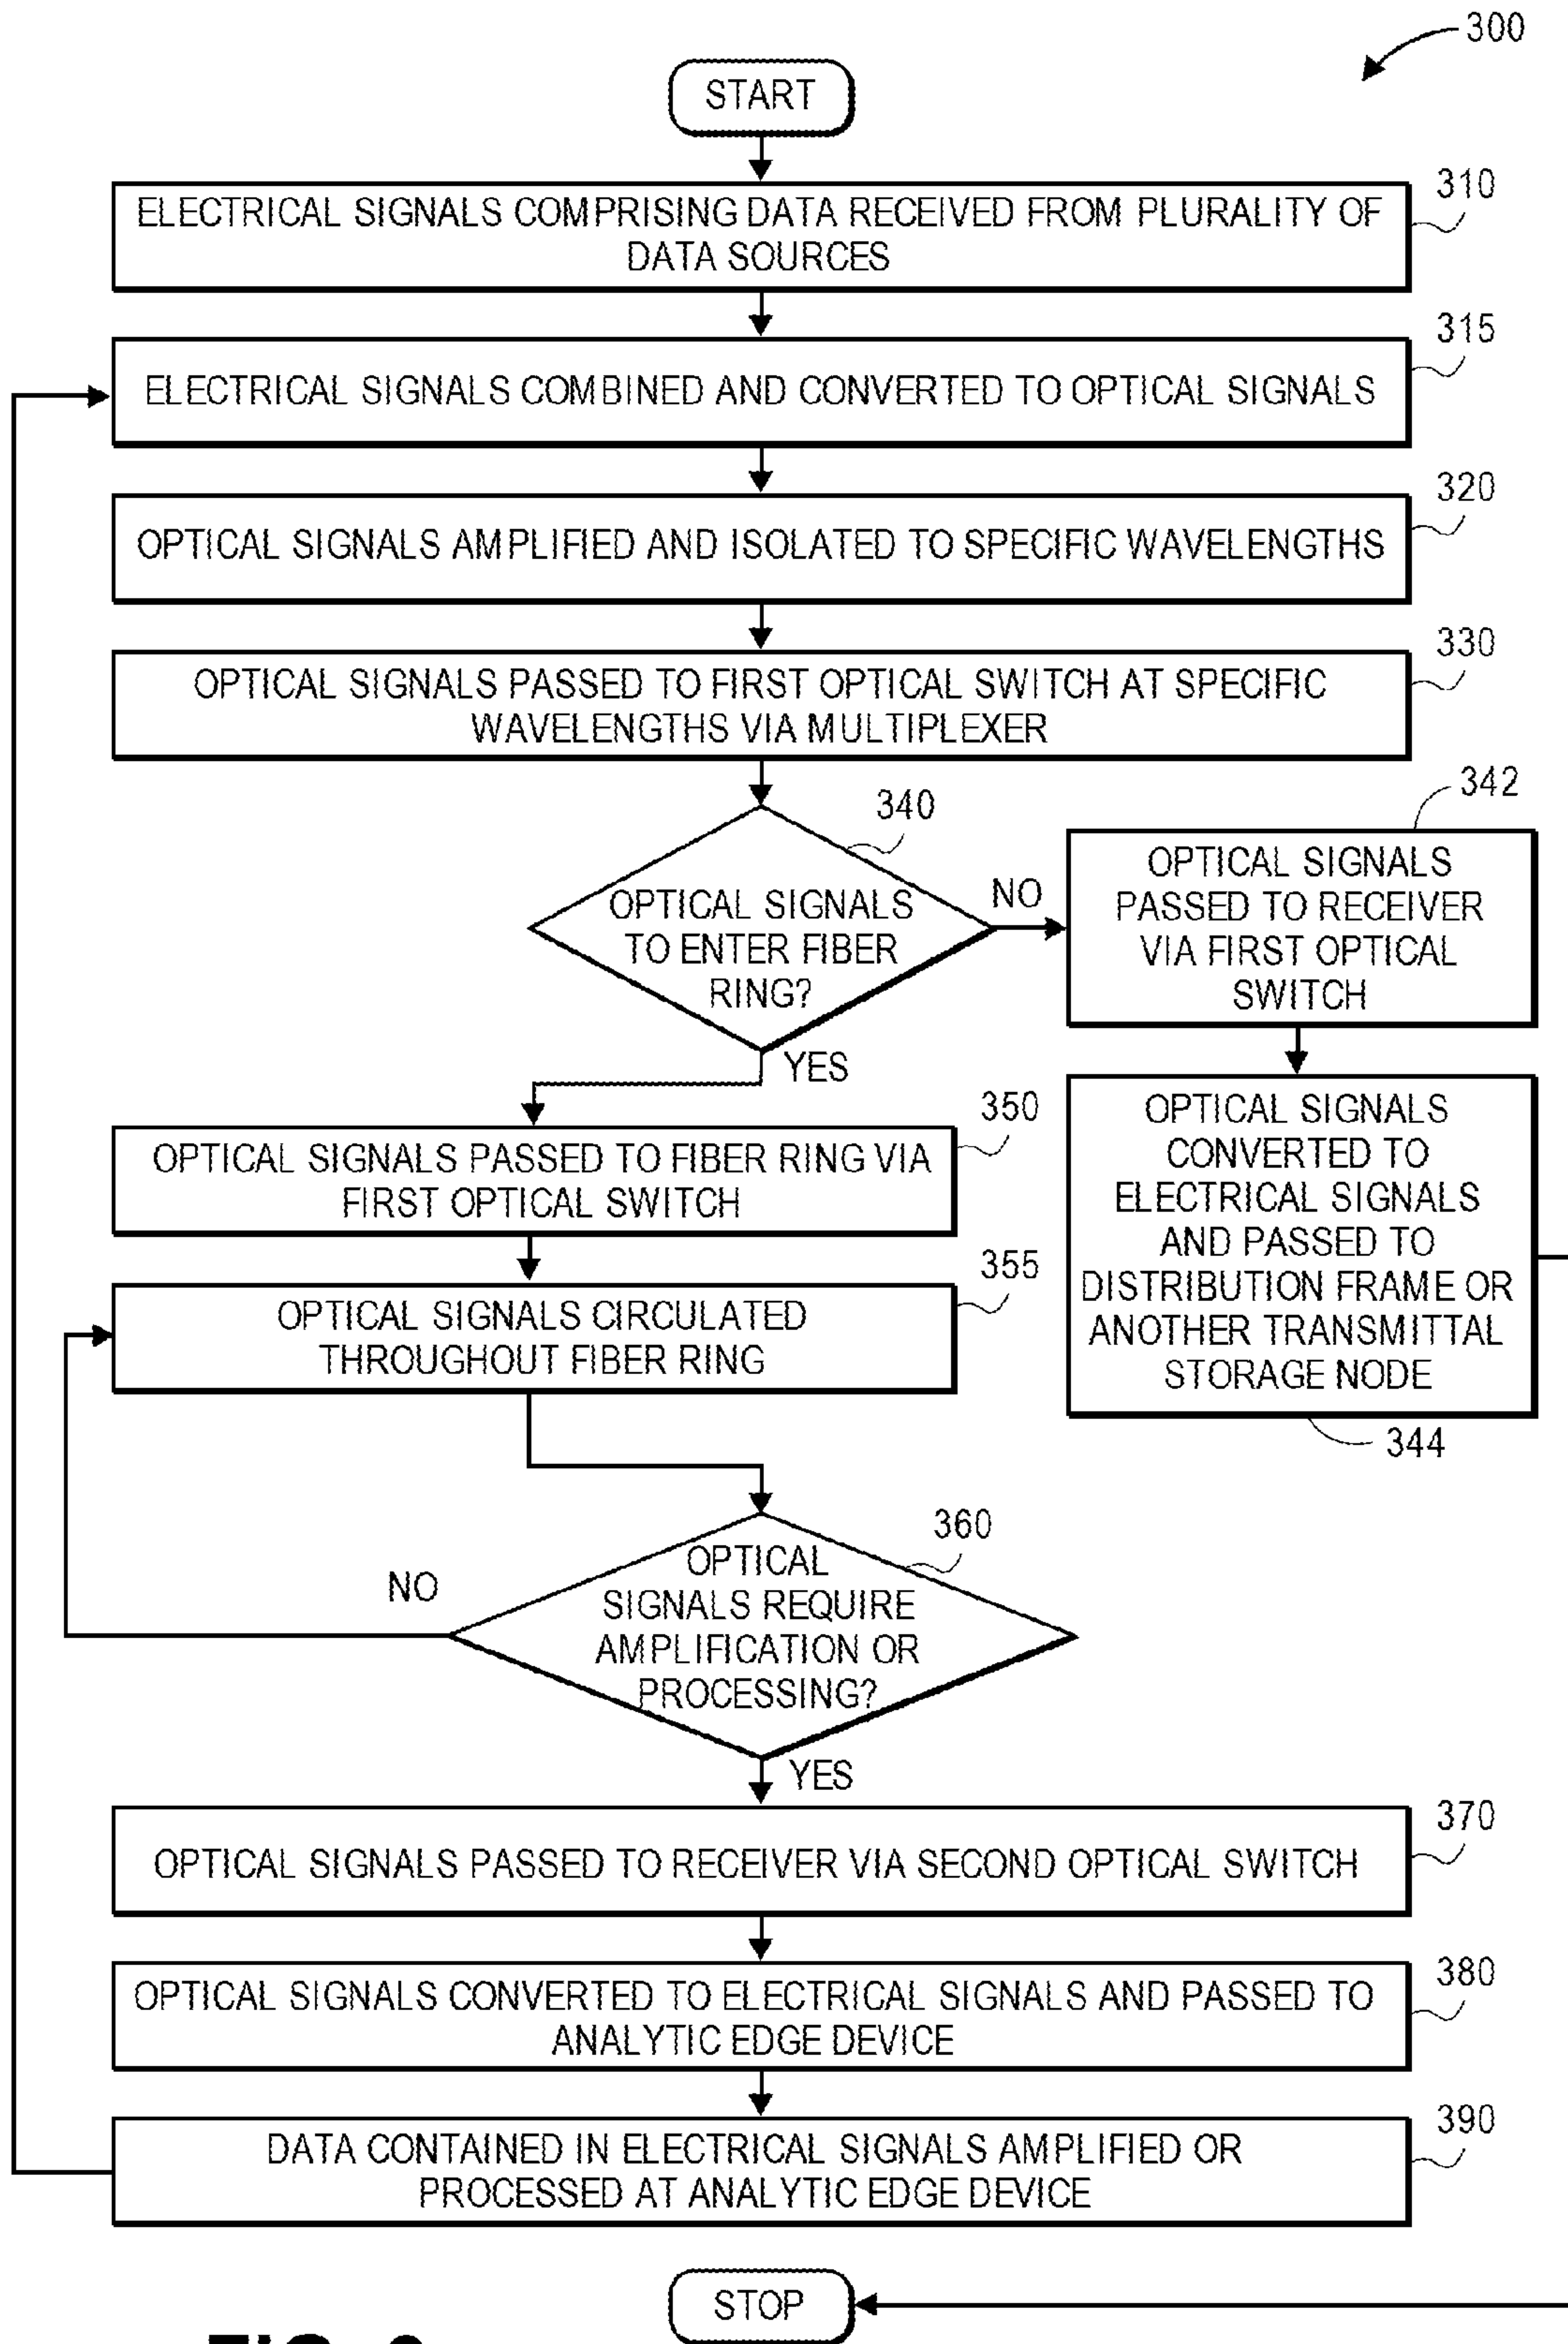 300
START
310
ELECTRICAL SIGNALS COMPRISING DATA RECEIVED FROM PLURALITY OF
DATA SOURCES
315
ELECTRICAL SIGNALS COMBINED AND CONVERTED TO OPTICAL SIGNALS
320
OPTICAL SIGNALS AMPLIFIED AND ISOLATED TO SPECIFIC WAVELENGTHS
330
OPTICAL SIGNALS PASSED TO FIRST OPTICAL SWITCH AT SPECIFIC
WAVELENGTHS VIA MULTIPLEXER
340
OPTICAL SIGNALS
TO ENTER FIBER
RING?
NO
342
OPTICAL SIGNALS
PASSED TO RECEIVER
VIA FIRST OPTICAL
SWITCH
YES
OPTICAL SIGNALS
CONVERTED TO
ELECTRICAL SIGNALS
AND PASSED TO
DISTRIBUTION FRAME OR
ANOTHER TRANSMITTAL
STORAGE NODE
344
350
OPTICAL SIGNALS PASSED TO FIBER RING VIA
FIRST OPTICAL SWITCH
355
OPTICAL SIGNALS CIRCULATED
THROUGHOUT FIBER RING
360
OPTICAL
SIGNALS REQUIRE
AMPLIFICATION OR
PROCESSING?
NO
YES
370
OPTICAL SIGNALS PASSED TO RECEIVER VIA SECOND OPTICAL SWITCH
380
OPTICAL SIGNALS CONVERTED TO ELECTRICAL SIGNALS AND PASSED TO
ANALYTIC EDGE DEVICE
390
DATA CONTAINED IN ELECTRICAL SIGNALS AMPLIFIED OR
PROCESSED AT ANALYTIC EDGE DEVICE
STOP